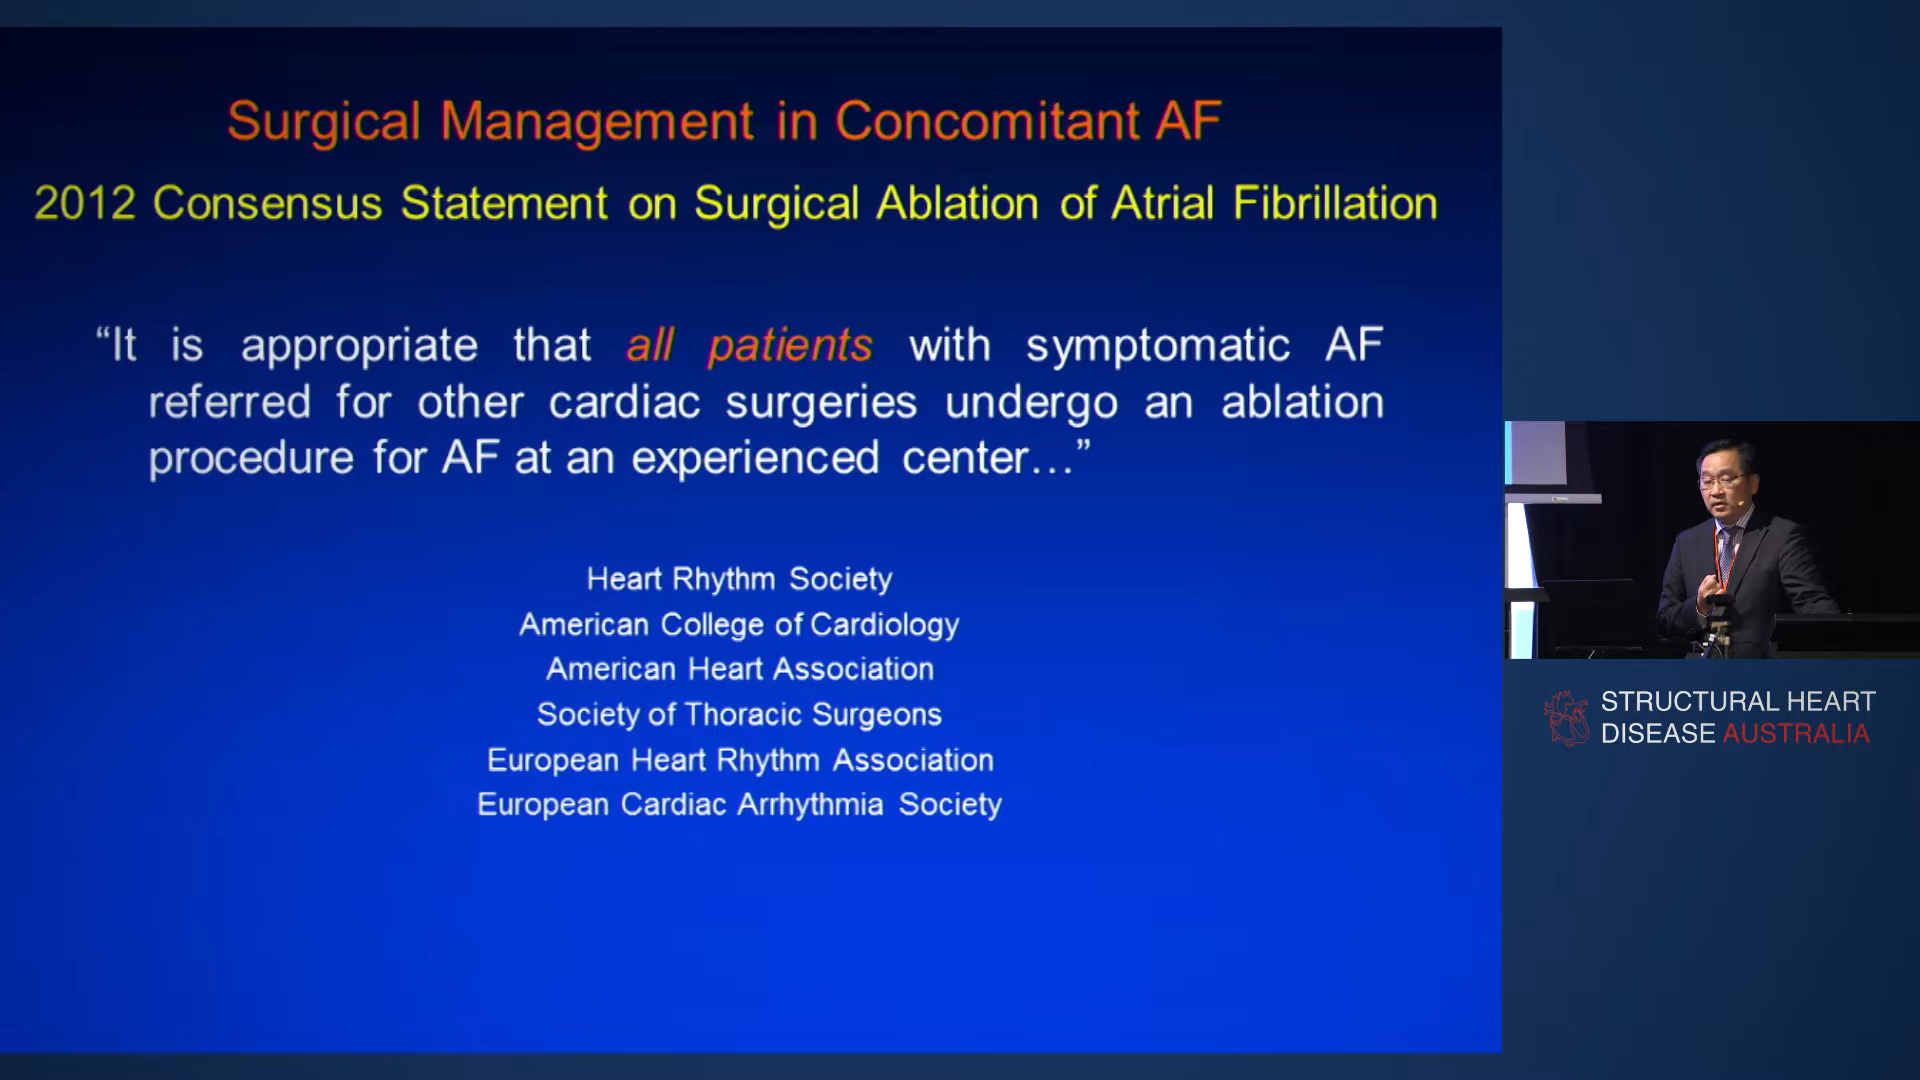 Surgical Management in Concomitant AF
2012 Consensus Statement on Surgical Ablation of Atrial Fibrillation
“It is appropriate that all patients with symptomatic AF
referred for other cardiac surgeries undergo an ablation
procedure for AF at an experienced center…”
Heart Rhythm Society
American College of Cardiology
American Heart Association
Society of Thoracic Surgeons
European Heart Rhythm Association
European Cardiac Arrhythmia Society
STRUCTURAL HEART
DISEASE AUSTRALIA